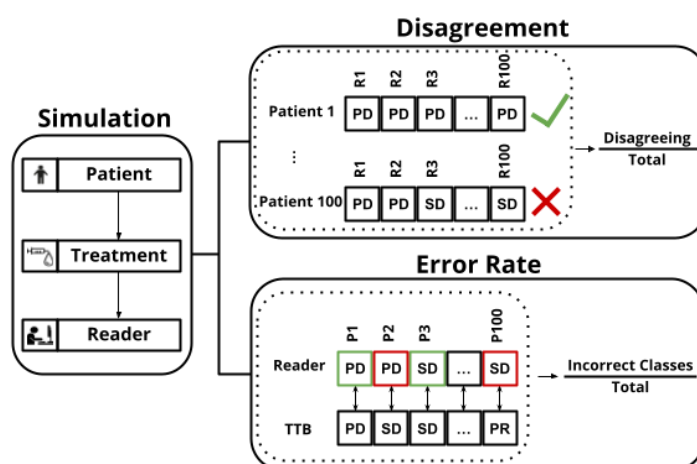 Simulation
Patient
Treatment
Reader
Disagreement
R1 R2 R3 R100
Patient 1 PD PD PD ... PD
...
R1 R2 R3 R100
Patient 100 PD PD SD ... SD
Disagreeing
Total
Error Rate
P1 P2 P3 P100
Reader PD PD SD ... SD
TTB PD SD SD ... PR
Incorrect Classes
Total